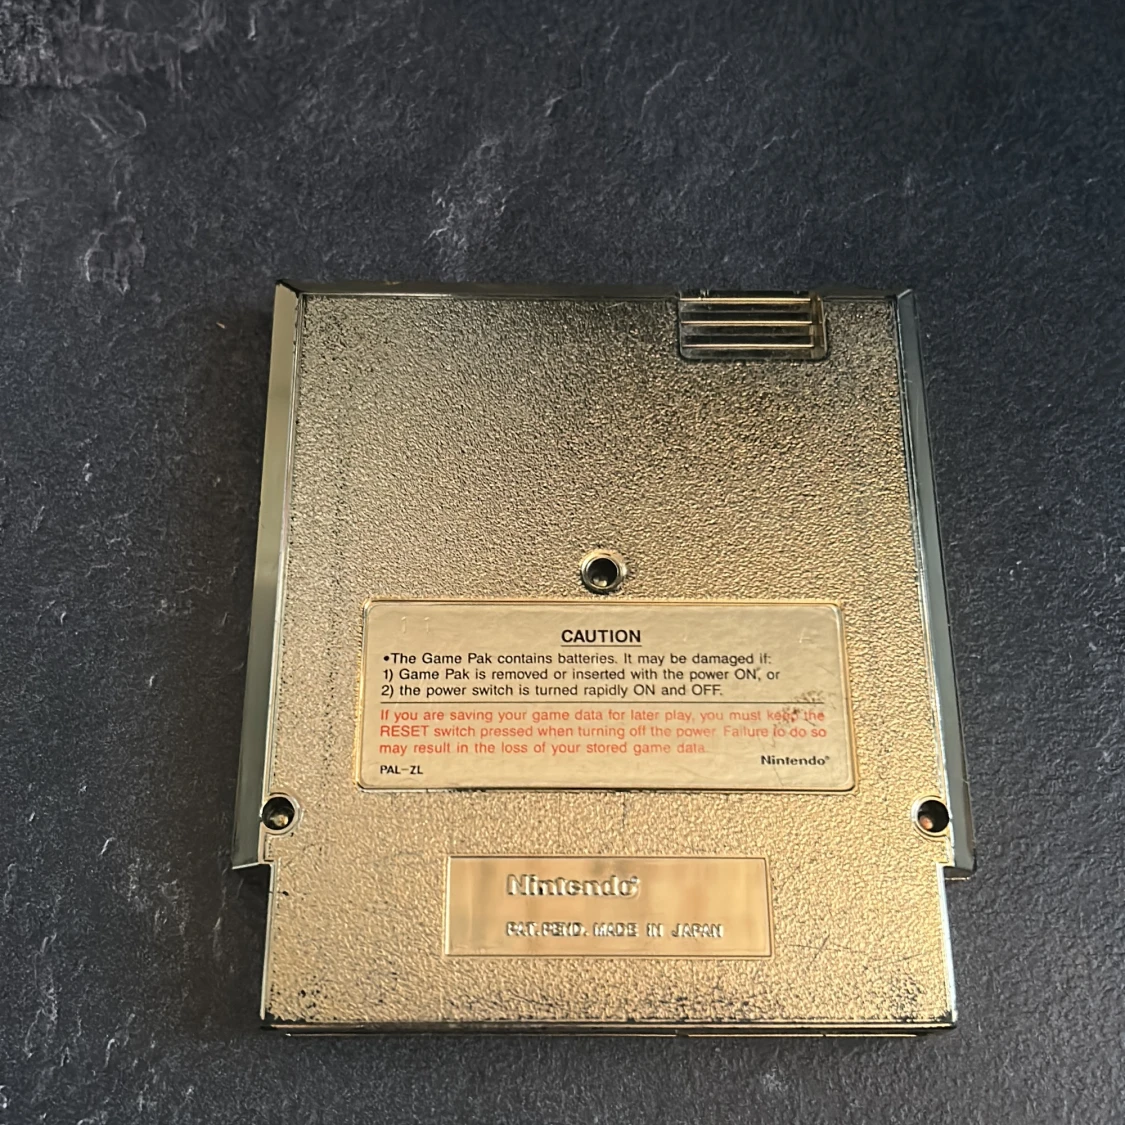 CAUTION
•The Game Pak contains batteries. It may be damaged if:
1) Game Pak is removed or inserted with the power ON, or
2) the power switch is turned rapidly ON and OFF.
If you are saving your game data for later play, you must keep the
RESET switch pressed when turning off the power. Failure to do so
may result in the loss of your stored game data.
Nintendo®
PAL-ZL
Nintendo®
PAT. PEND. MADE IN JAPAN